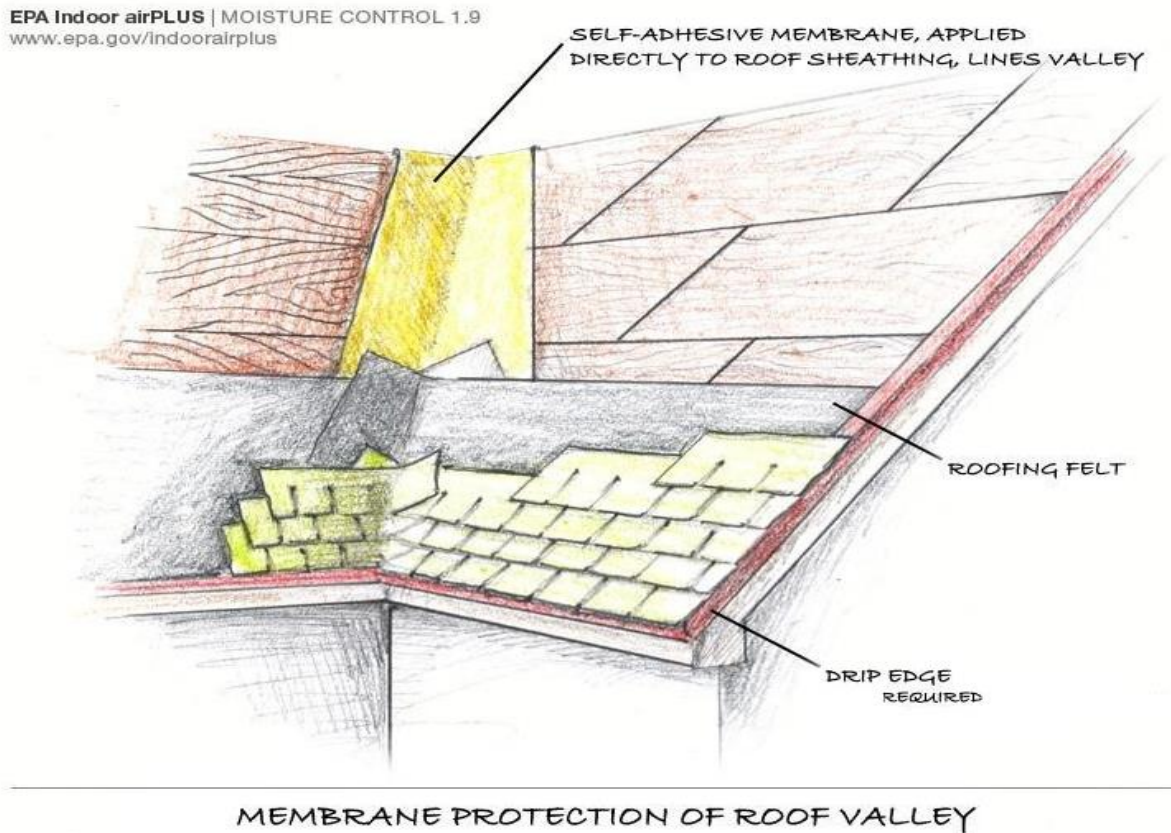 EPA Indoor airPLUS | MOISTURE CONTROL 1.9
www.epa.gov/indoorairplus
SELF-ADHESIVE MEMBRANE, APPLIED
DIRECTLY TO ROOF SHEATHING, LINES VALLEY
ROOFING FELT
DRIP EDGE
REQUIRED
MEMBRANE PROTECTION OF ROOF VALLEY